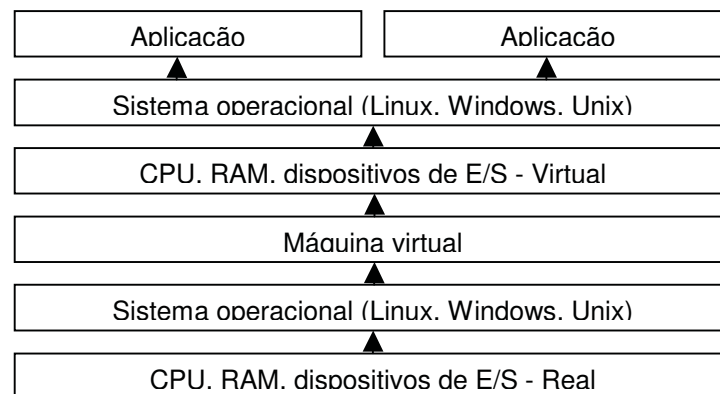 Aplicação Aplicação
Sistema operacional (Linux, Windows, Unix)
CPU, RAM, dispositivos de E/S - Virtual
Máquina virtual
Sistema operacional (Linux, Windows, Unix)
CPU, RAM, dispositivos de E/S - Real